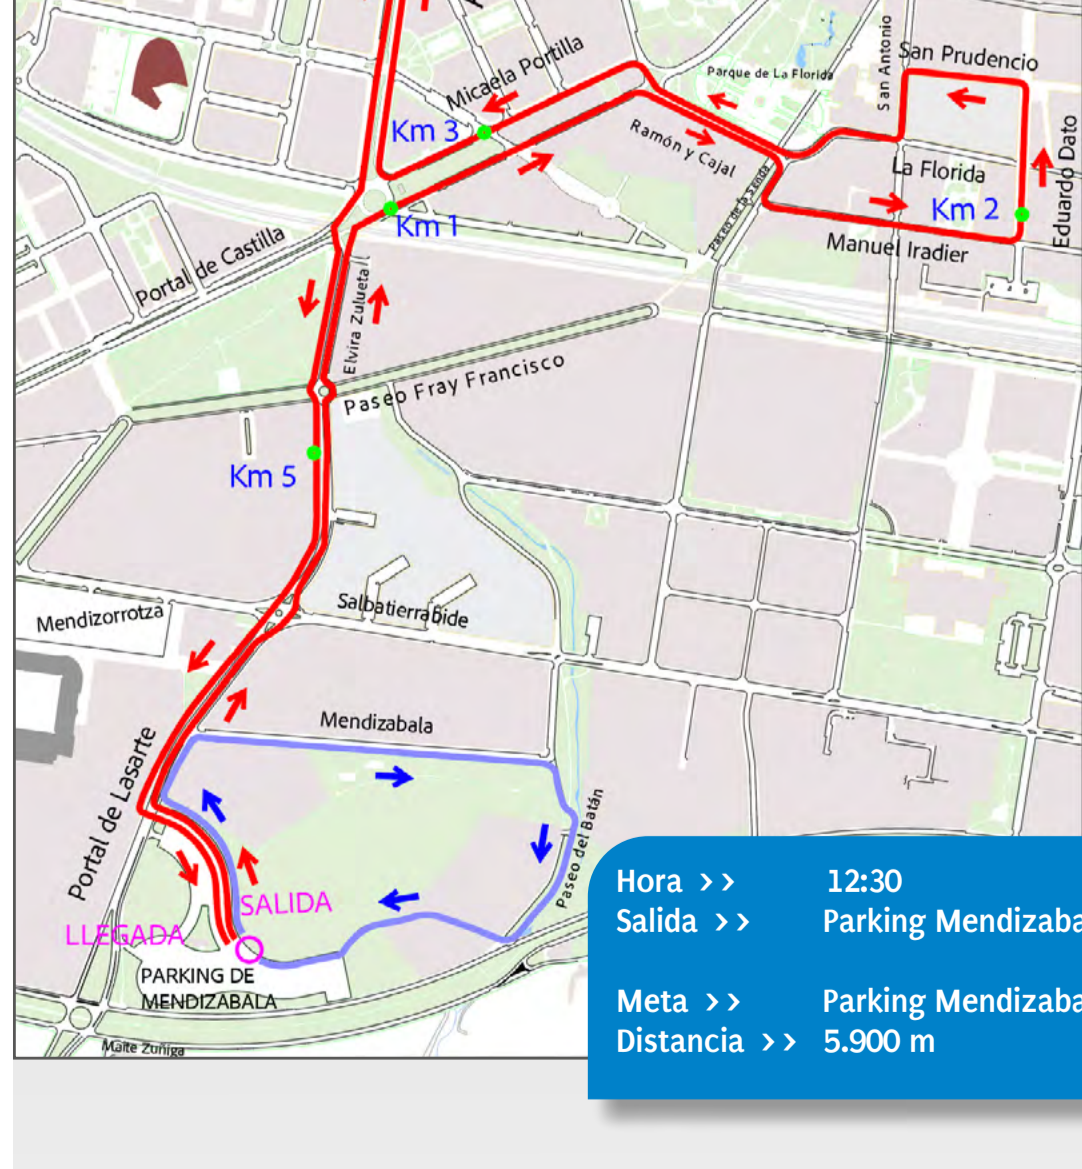 San Antonio
San Prudencio
Micaela Portilla
Parque de La Florida
Km 3
Ramón y Cajal
Eduardo Dato
La Florida
Paseo de la Senda
Km 2
Km 1
Manuel Iradier
Portal de Castilla
Elvira Zulueta
Paseo Fray Francisco
Km 5
Salbatierrabide
Mendizorrotza
Mendizabala
Portal de Lasarte
Paseo del Batán
SALIDA
LLEGADA
PARKING DE
MENDIZABALA
Maite Zuñiga
Hora >> 12:30
Salida >> Parking Mendizaba
Meta >> Parking Mendizaba
Distancia >> 5.900 m